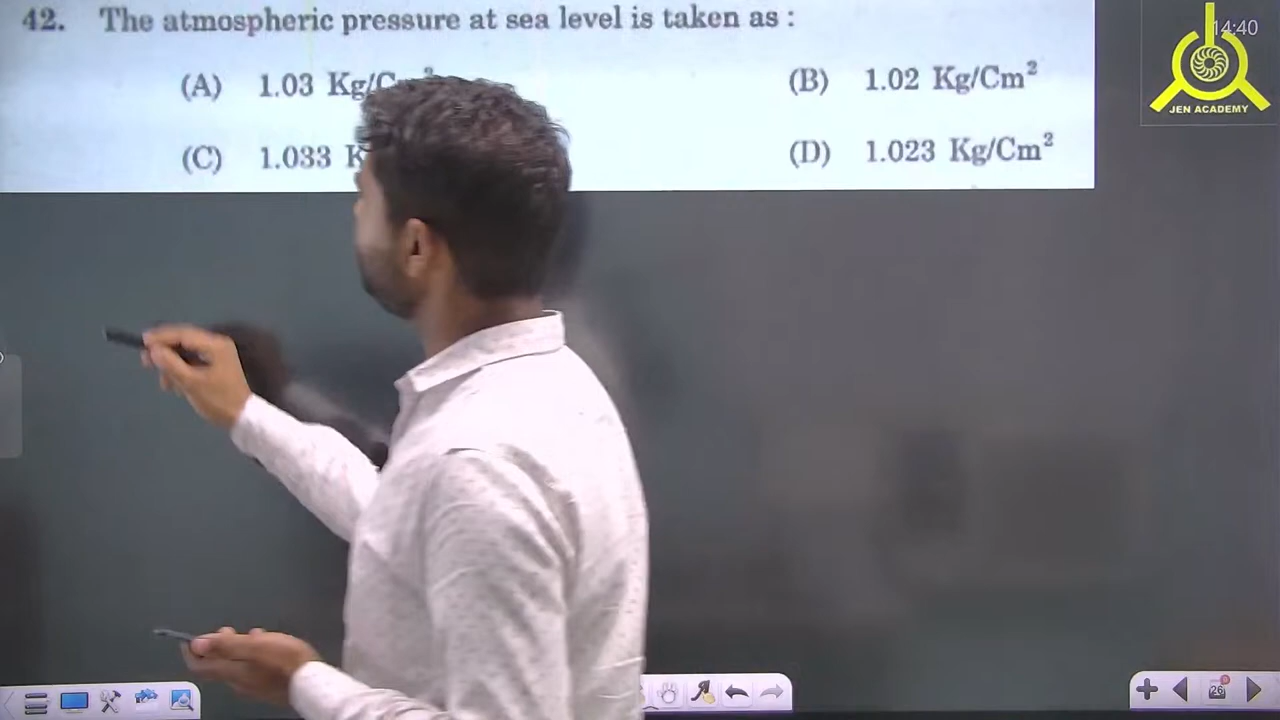 42. The atmospheric pressure at sea level is taken as :
(A) 1.03 (B) 1.02 Kg/Cm²
(C) 1.033 (D) 1.023 Kg/Cm²
14:40
JEN ACADEMY
26